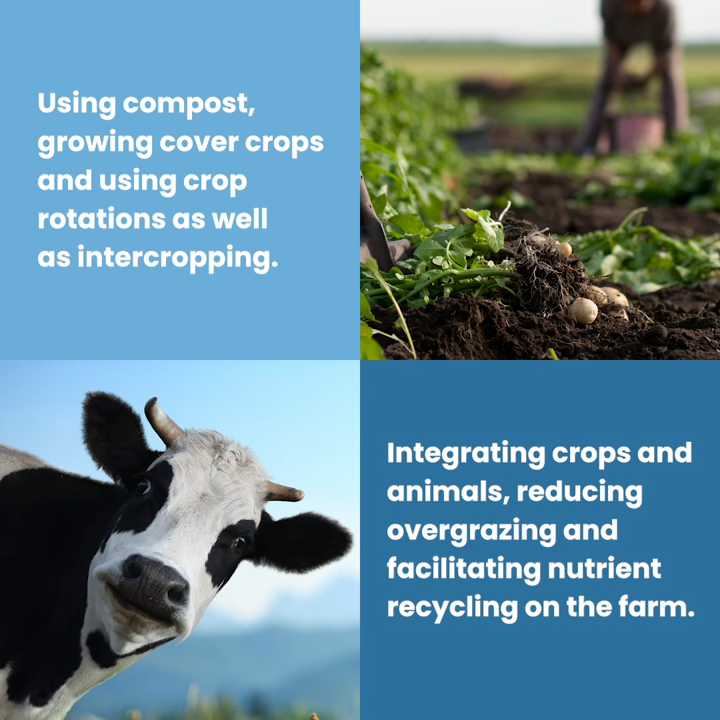 Using compost,
growing cover crops
and using crop
rotations as well
as intercropping.
Integrating crops and
animals, reducing
overgrazing and
facilitating nutrient
recycling on the farm.